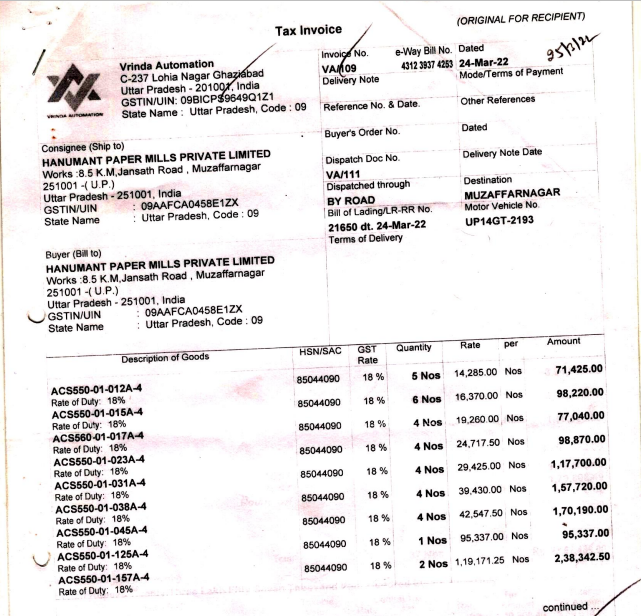 (ORIGINAL FOR RECIPIENT)
Tax Invoice
25/3/22
Vrinda Automation
C-237 Lohia Nagar Ghaziabad
Uttar Pradesh - 201001, India
GSTIN/UIN: 09BICPS9649Q1Z1
State Name : Uttar Pradesh, Code : 09
VRINDA AUTOMATION
Invoice No. e-Way Bill No. Dated
VA/109 4312 3937 4253 24-Mar-22
Delivery Note Mode/Terms of Payment
Reference No. & Date. Other References
Buyer's Order No. Dated
Dispatch Doc No. Delivery Note Date
VA/111
Dispatched through Destination
BY ROAD MUZAFFARNAGAR
Bill of Lading/LR-RR No. Motor Vehicle No.
21650 dt. 24-Mar-22 UP14GT-2193
Terms of Delivery
Consignee (Ship to)
HANUMANT PAPER MILLS PRIVATE LIMITED
Works :8.5 K.M,Jansath Road , Muzaffarnagar
251001 -( U.P.)
Uttar Pradesh - 251001, India
GSTIN/UIN : 09AAFCA0458E1ZX
State Name : Uttar Pradesh, Code : 09
Buyer (Bill to)
HANUMANT PAPER MILLS PRIVATE LIMITED
Works :8.5 K.M,Jansath Road , Muzaffarnagar
251001 -( U.P.)
Uttar Pradesh - 251001, India
GSTIN/UIN : 09AAFCA0458E1ZX
State Name : Uttar Pradesh, Code : 09
Description of Goods HSN/SAC GST Rate Quantity Rate per Amount
ACS550-01-012A-4 85044090 18 % 5 Nos 14,285.00 Nos 71,425.00
Rate of Duty: 18%
ACS550-01-015A-4 85044090 18 % 6 Nos 16,370.00 Nos 98,220.00
Rate of Duty: 18%
ACS560-01-017A-4 85044090 18 % 4 Nos 19,260.00 Nos 77,040.00
Rate of Duty: 18%
ACS550-01-023A-4 85044090 18 % 4 Nos 24,717.50 Nos 98,870.00
Rate of Duty: 18%
ACS550-01-031A-4 85044090 18 % 4 Nos 29,425.00 Nos 1,17,700.00
Rate of Duty: 18%
ACS550-01-038A-4 85044090 18 % 4 Nos 39,430.00 Nos 1,57,720.00
Rate of Duty: 18%
ACS550-01-045A-4 85044090 18 % 4 Nos 42,547.50 Nos 1,70,190.00
Rate of Duty: 18%
ACS550-01-125A-4 85044090 18 % 1 Nos 95,337.00 Nos 95,337.00
Rate of Duty: 18%
ACS550-01-157A-4 85044090 18 % 2 Nos 1,19,171.25 Nos 2,38,342.50
Rate of Duty: 18%
continued ...